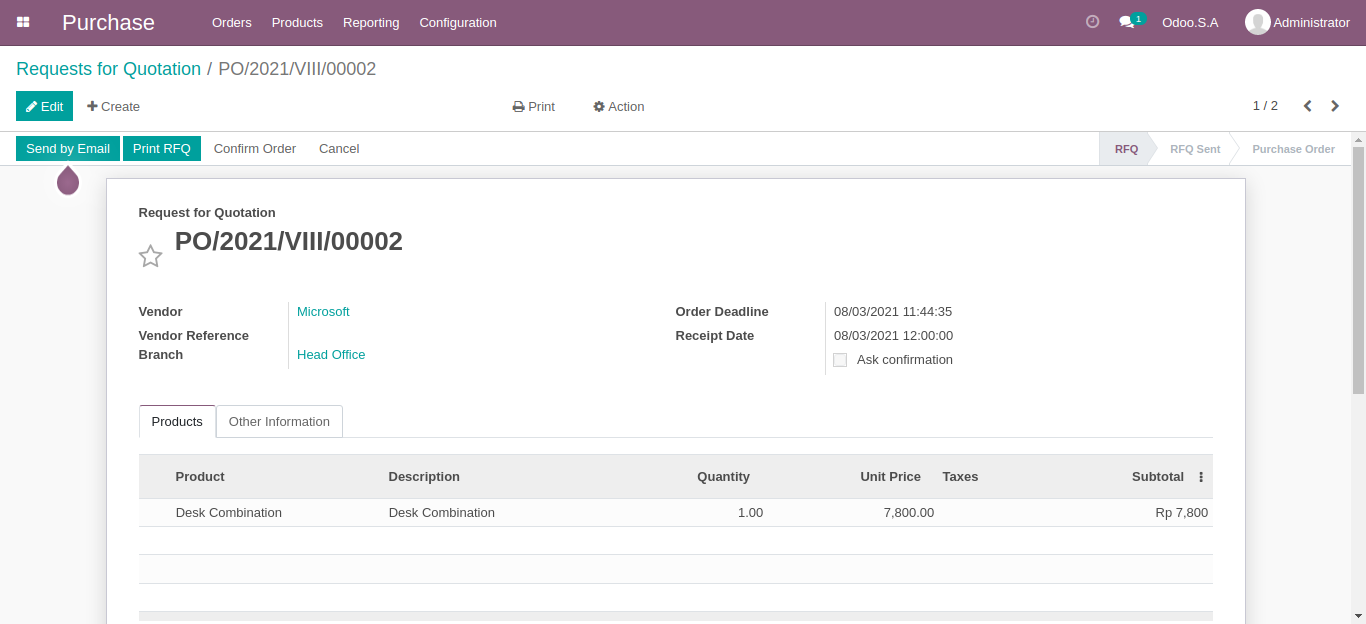 Purchase Orders Products Reporting Configuration 1 Odoo.S.A Administrator
Requests for Quotation / PO/2021/VIII/00002
Edit Create Print Action 1 / 2
Send by Email Print RFQ Confirm Order Cancel RFQ RFQ Sent Purchase Order
Request for Quotation
PO/2021/VIII/00002
Vendor Microsoft Order Deadline 08/03/2021 11:44:35
Vendor Reference Receipt Date 08/03/2021 12:00:00
Branch Head Office Ask confirmation
Products Other Information
Product Description Quantity Unit Price Taxes Subtotal
Desk Combination Desk Combination 1.00 7,800.00 Rp 7,800